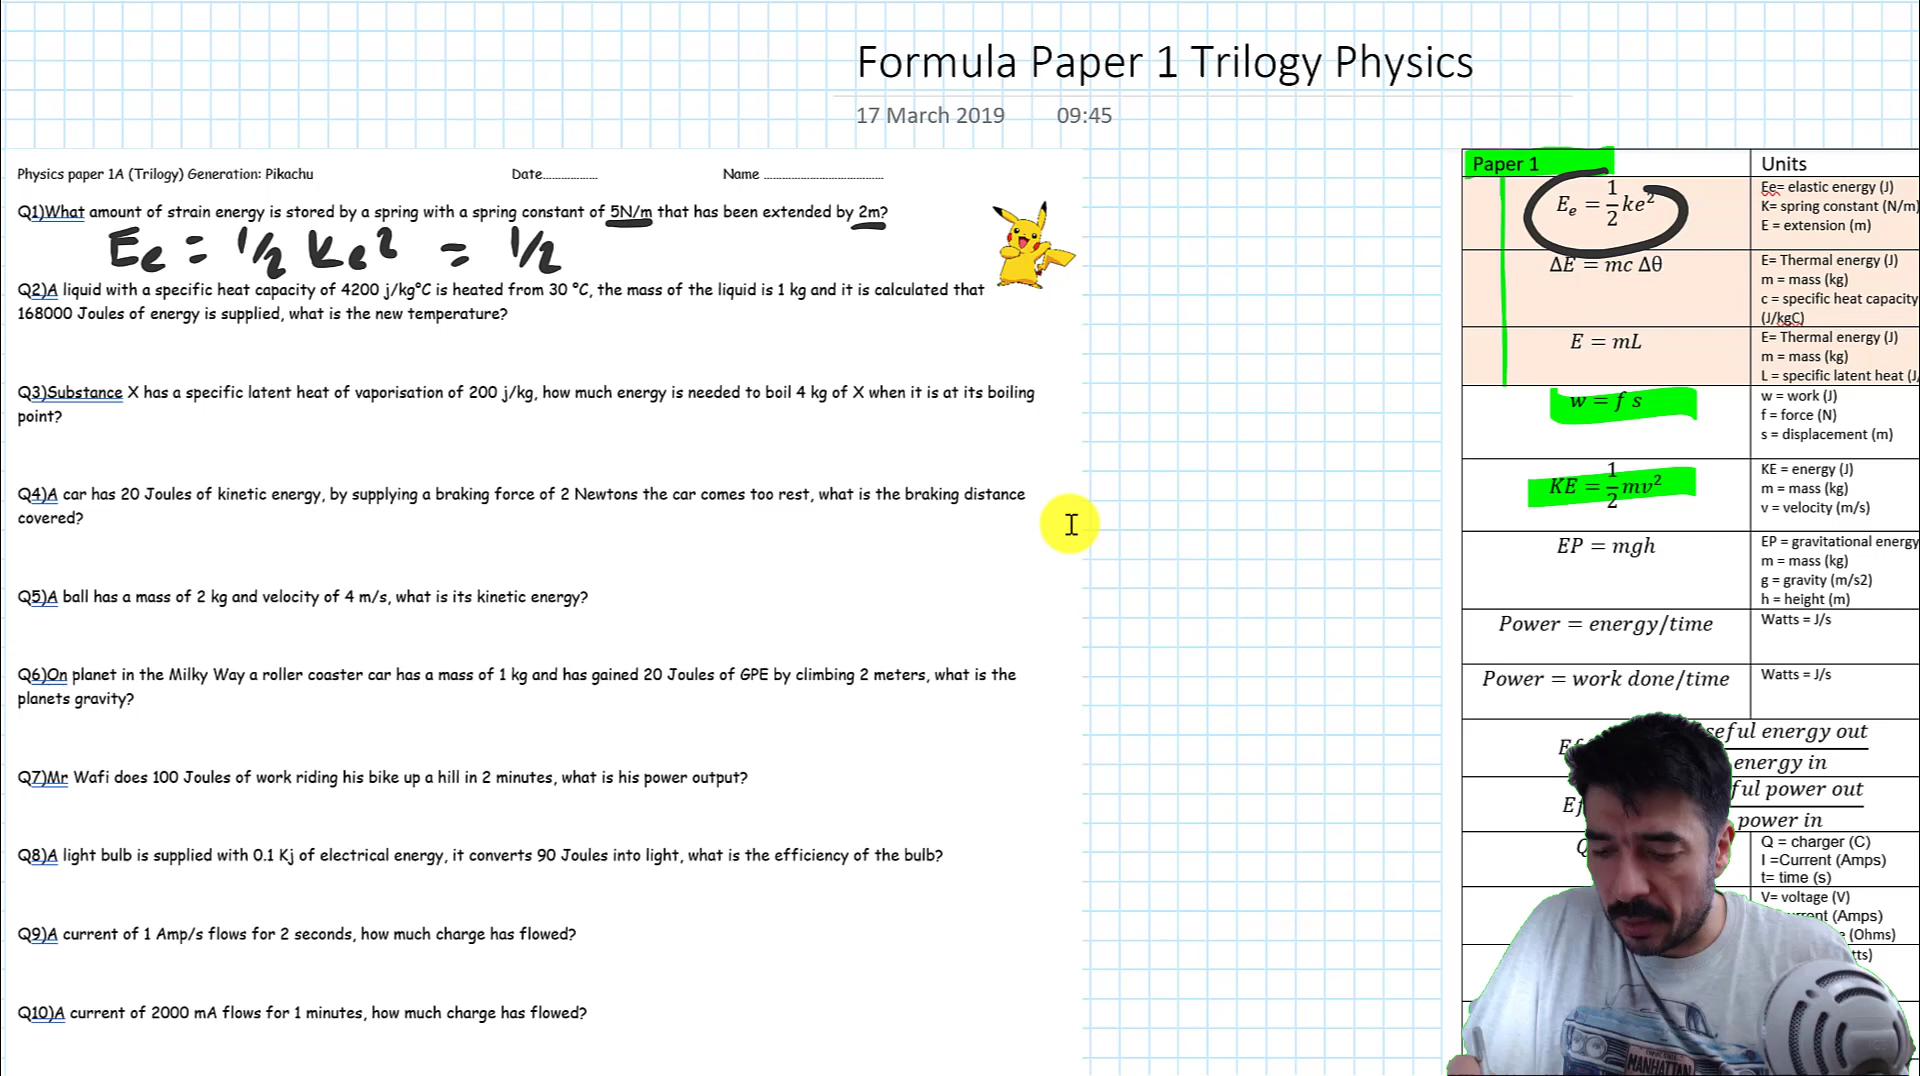 Formula Paper 1 Trilogy Physics
17 March 2019 09:45
Physics paper 1A (Trilogy) Generation: Pikachu Date.................. Name .......................................
Q1)What amount of strain energy is stored by a spring with a spring constant of 5N/m that has been extended by 2m?
Ee = 1/2 Ke² = 1/2
Q2)A liquid with a specific heat capacity of 4200 j/kg°C is heated from 30 °C, the mass of the liquid is 1 kg and it is calculated that
168000 Joules of energy is supplied, what is the new temperature?
Q3)Substance X has a specific latent heat of vaporisation of 200 j/kg, how much energy is needed to boil 4 kg of X when it is at its boiling
point?
Q4)A car has 20 Joules of kinetic energy, by supplying a braking force of 2 Newtons the car comes too rest, what is the braking distance
covered?
Q5)A ball has a mass of 2 kg and velocity of 4 m/s, what is its kinetic energy?
Q6)On planet in the Milky Way a roller coaster car has a mass of 1 kg and has gained 20 Joules of GPE by climbing 2 meters, what is the
planets gravity?
Q7)Mr Wafi does 100 Joules of work riding his bike up a hill in 2 minutes, what is his power output?
Q8)A light bulb is supplied with 0.1 Kj of electrical energy, it converts 90 Joules into light, what is the efficiency of the bulb?
Q9)A current of 1 Amp/s flows for 2 seconds, how much charge has flowed?
Q10)A current of 2000 mA flows for 1 minutes, how much charge has flowed?
Paper 1 Units
Ee = 1/2 ke²
Ee= elastic energy (J)
K= spring constant (N/m)
E = extension (m)
ΔE = mc Δθ
E= Thermal energy (J)
m = mass (kg)
c = specific heat capacity
(J/kgC)
E = mL
E= Thermal energy (J)
m = mass (kg)
L = specific latent heat (J/
w = f s
w = work (J)
f = force (N)
s = displacement (m)
KE = 1/2 mv²
KE = energy (J)
m = mass (kg)
v = velocity (m/s)
EP = mgh
EP = gravitational energy
m = mass (kg)
g = gravity (m/s2)
h = height (m)
Power = energy/time
Watts = J/s
Power = work done/time
Watts = J/s
seful energy out
energy in
ful power out
power in
Q = charger (C)
I =Current (Amps)
t= time (s)
V= voltage (V)
(Amps)
(Ohms)
MANHATTAN